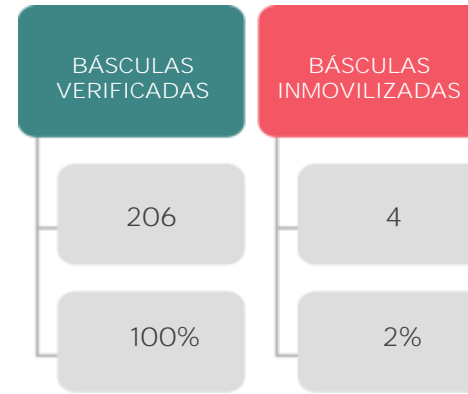 BÁSCULAS
VERIFICADAS
206
100%
BÁSCULAS
INMOVILIZADAS
4
2%